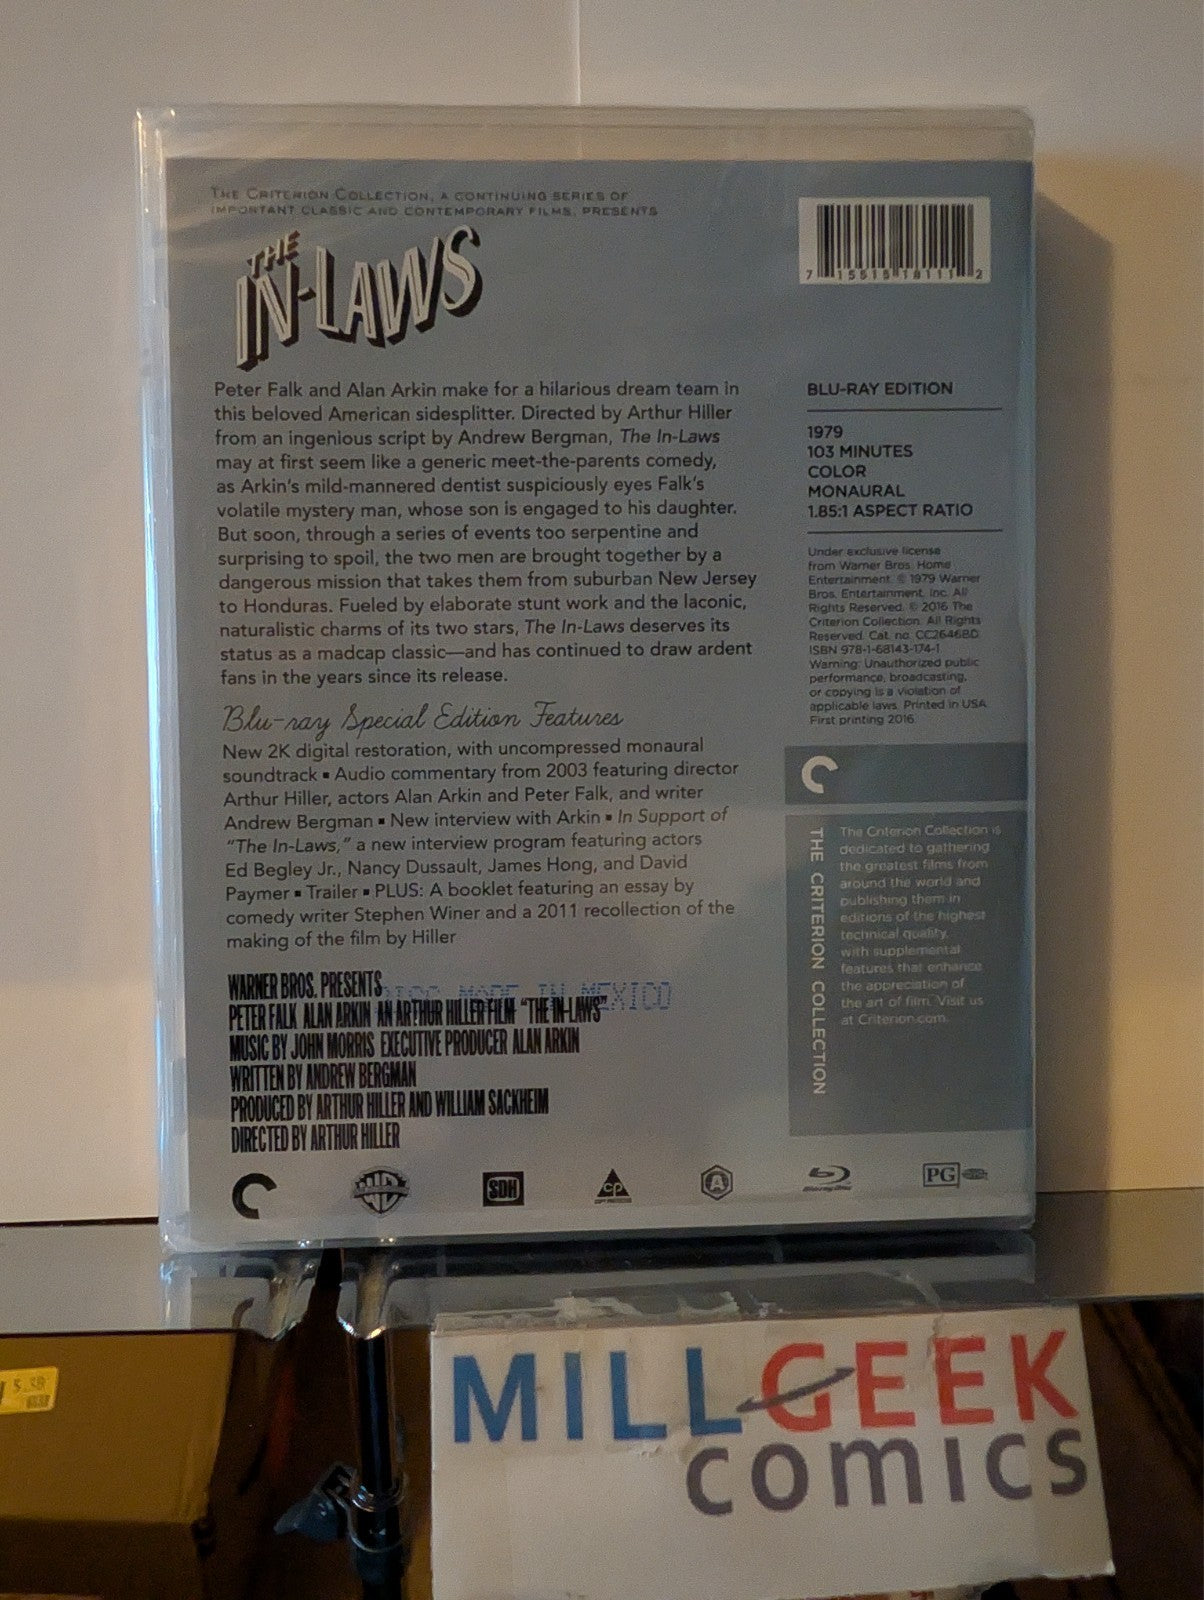 THE CRITERION COLLECTION, A CONTINUING SERIES OF
IMPORTANT CLASSIC AND CONTEMPORARY FILMS, PRESENTS
THE
IN-LAWS
Peter Falk and Alan Arkin make for a hilarious dream team in
this beloved American sidesplitter. Directed by Arthur Hiller
from an ingenious script by Andrew Bergman, The In-Laws
may at first seem like a generic meet-the-parents comedy,
as Arkin's mild-mannered dentist suspiciously eyes Falk's
volatile mystery man, whose son is engaged to his daughter.
But soon, through a series of events too serpentine and
surprising to spoil, the two men are brought together by a
dangerous mission that takes them from suburban New Jersey
to Honduras. Fueled by elaborate stunt work and the laconic,
naturalistic charms of its two stars, The In-Laws deserves its
status as a madcap classic—and has continued to draw ardent
fans in the years since its release.
Blu-ray Special Edition Features
New 2K digital restoration, with uncompressed monaural
soundtrack ▪ Audio commentary from 2003 featuring director
Arthur Hiller, actors Alan Arkin and Peter Falk, and writer
Andrew Bergman ▪ New interview with Arkin ▪ In Support of
"The In-Laws," a new interview program featuring actors
Ed Begley Jr., Nancy Dussault, James Hong, and David
Paymer ▪ Trailer ▪ PLUS: A booklet featuring an essay by
comedy writer Stephen Winer and a 2011 recollection of the
making of the film by Hiller
WARNER BROS. PRESENTS
DISC MADE IN MEXICO
PETER FALK ALAN ARKIN AN ARTHUR HILLER FILM "THE IN-LAWS"
MUSIC BY JOHN MORRIS EXECUTIVE PRODUCER ALAN ARKIN
WRITTEN BY ANDREW BERGMAN
PRODUCED BY ARTHUR HILLER AND WILLIAM SACKHEIM
DIRECTED BY ARTHUR HILLER
7 15515 18111 2
BLU-RAY EDITION
1979
103 MINUTES
COLOR
MONAURAL
1.85:1 ASPECT RATIO
Under exclusive license
from Warner Bros. Home
Entertainment. © 1979 Warner
Bros. Entertainment, Inc. All
Rights Reserved. © 2016 The
Criterion Collection. All Rights
Reserved. Cat. no. CC2646BD.
ISBN 978-1-68143-174-1
Warning: Unauthorized public
performance, broadcasting,
or copying is a violation of
applicable laws. Printed in USA
First printing 2016
THE CRITERION COLLECTION
The Criterion Collection is
dedicated to gathering
the greatest films from
around the world and
publishing them in
editions of the highest
technical quality,
with supplemental
features that enhance
the appreciation of
the art of film. Visit us
at Criterion.com.
WB
SDH
CP
COPY PROTECTED
A
Blu-ray Disc
PG
5.30
MILLGEEK
COMICS